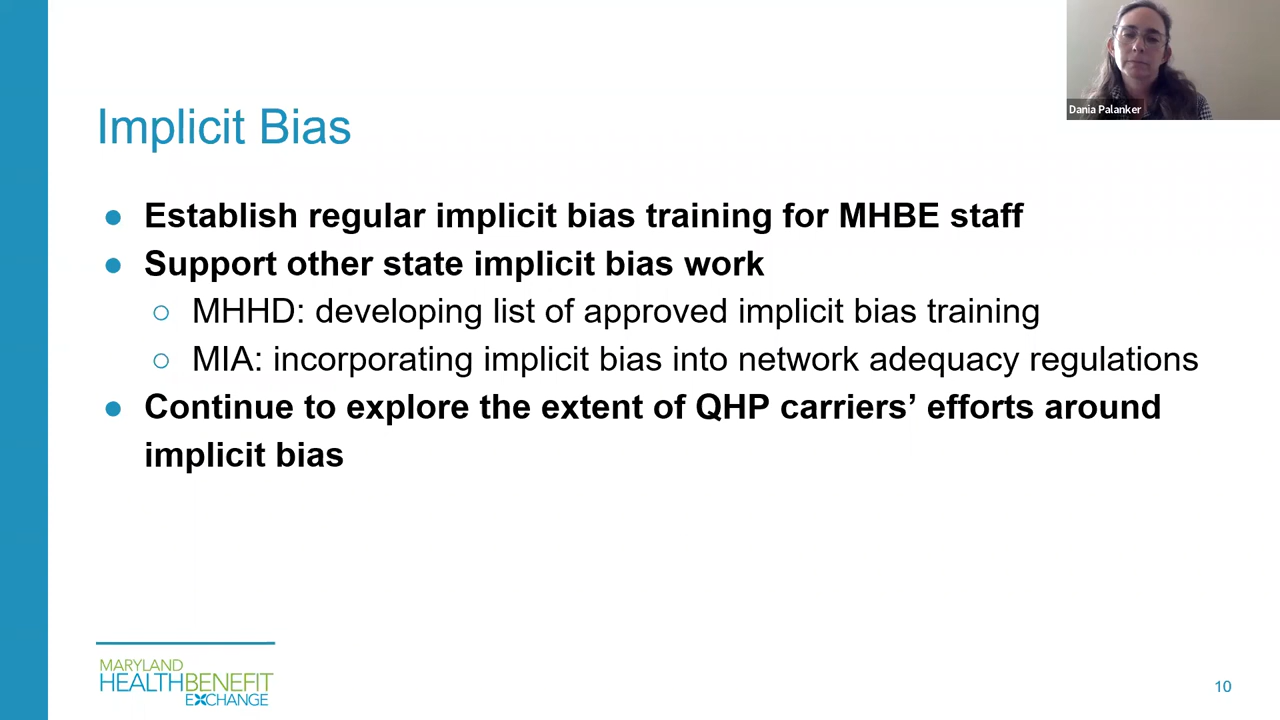 Dania Palanker
Implicit Bias
● Establish regular implicit bias training for MHBE staff
● Support other state implicit bias work
○ MHHD: developing list of approved implicit bias training
○ MIA: incorporating implicit bias into network adequacy regulations
● Continue to explore the extent of QHP carriers’ efforts around
implicit bias
MARYLAND
HEALTHBENEFIT
EXCHANGE
10